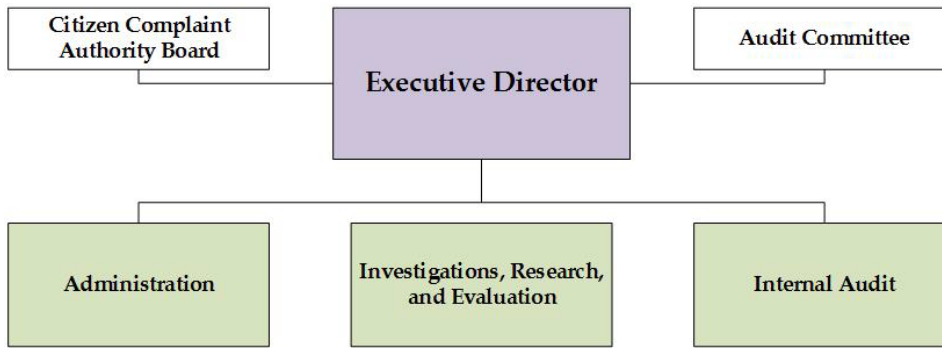 Citizen Complaint
Authority Board
Executive Director
Audit Committee
Administration
Investigations, Research,
and Evaluation
Internal Audit